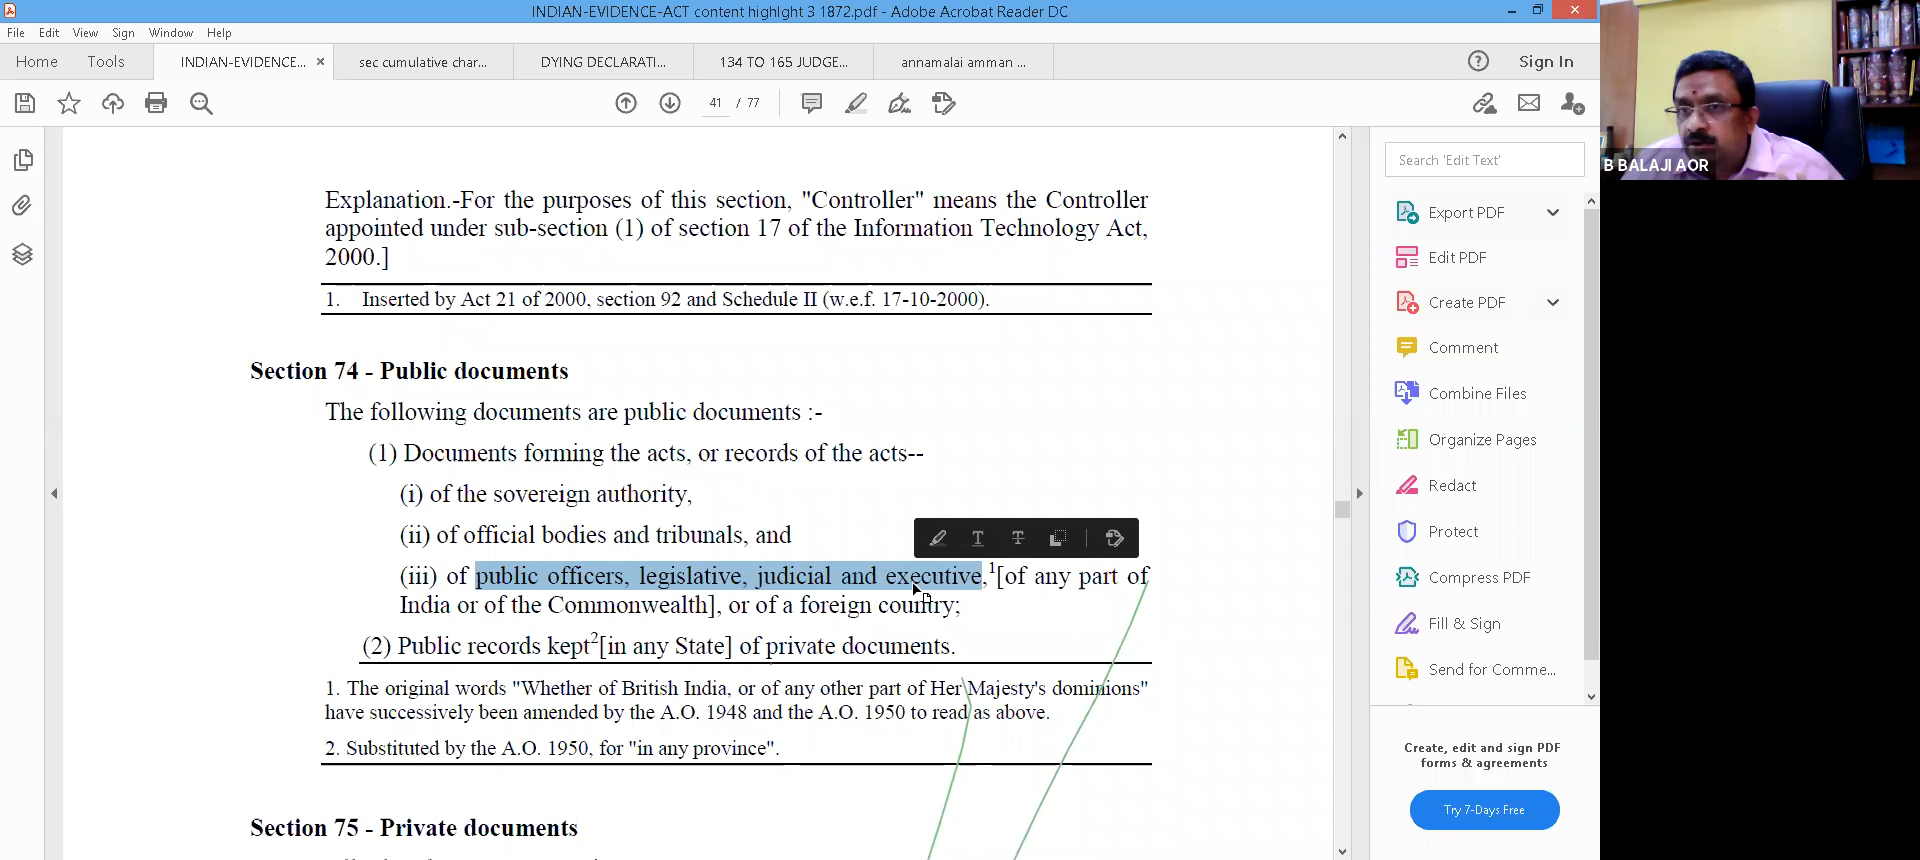 INDIAN-EVIDENCE-ACT content highlght 3 1872.pdf - Adobe Acrobat Reader DC
File Edit View Sign Window Help
Home Tools INDIAN-EVIDENCE... × sec cumulative char... DYING DECLARATI... 134 TO 165 JUDGE... annamalai amman ... Sign In
41 / 77
B BALAJI AOR
Search 'Edit Text'
Export PDF
Edit PDF
Create PDF
Comment
Combine Files
Organize Pages
Redact
Protect
Compress PDF
Fill & Sign
Send for Comme...
Create, edit and sign PDF
forms & agreements
Try 7-Days Free
Explanation.-For the purposes of this section, "Controller" means the Controller
appointed under sub-section (1) of section 17 of the Information Technology Act,
2000.]
1. Inserted by Act 21 of 2000, section 92 and Schedule II (w.e.f. 17-10-2000).
Section 74 - Public documents
The following documents are public documents :-
(1) Documents forming the acts, or records of the acts--
(i) of the sovereign authority,
(ii) of official bodies and tribunals, and
(iii) of public officers, legislative, judicial and executive,1[of any part of
India or of the Commonwealth], or of a foreign country;
(2) Public records kept2[in any State] of private documents.
1. The original words "Whether of British India, or of any other part of Her Majesty's dominions"
have successively been amended by the A.O. 1948 and the A.O. 1950 to read as above.
2. Substituted by the A.O. 1950, for "in any province".
Section 75 - Private documents